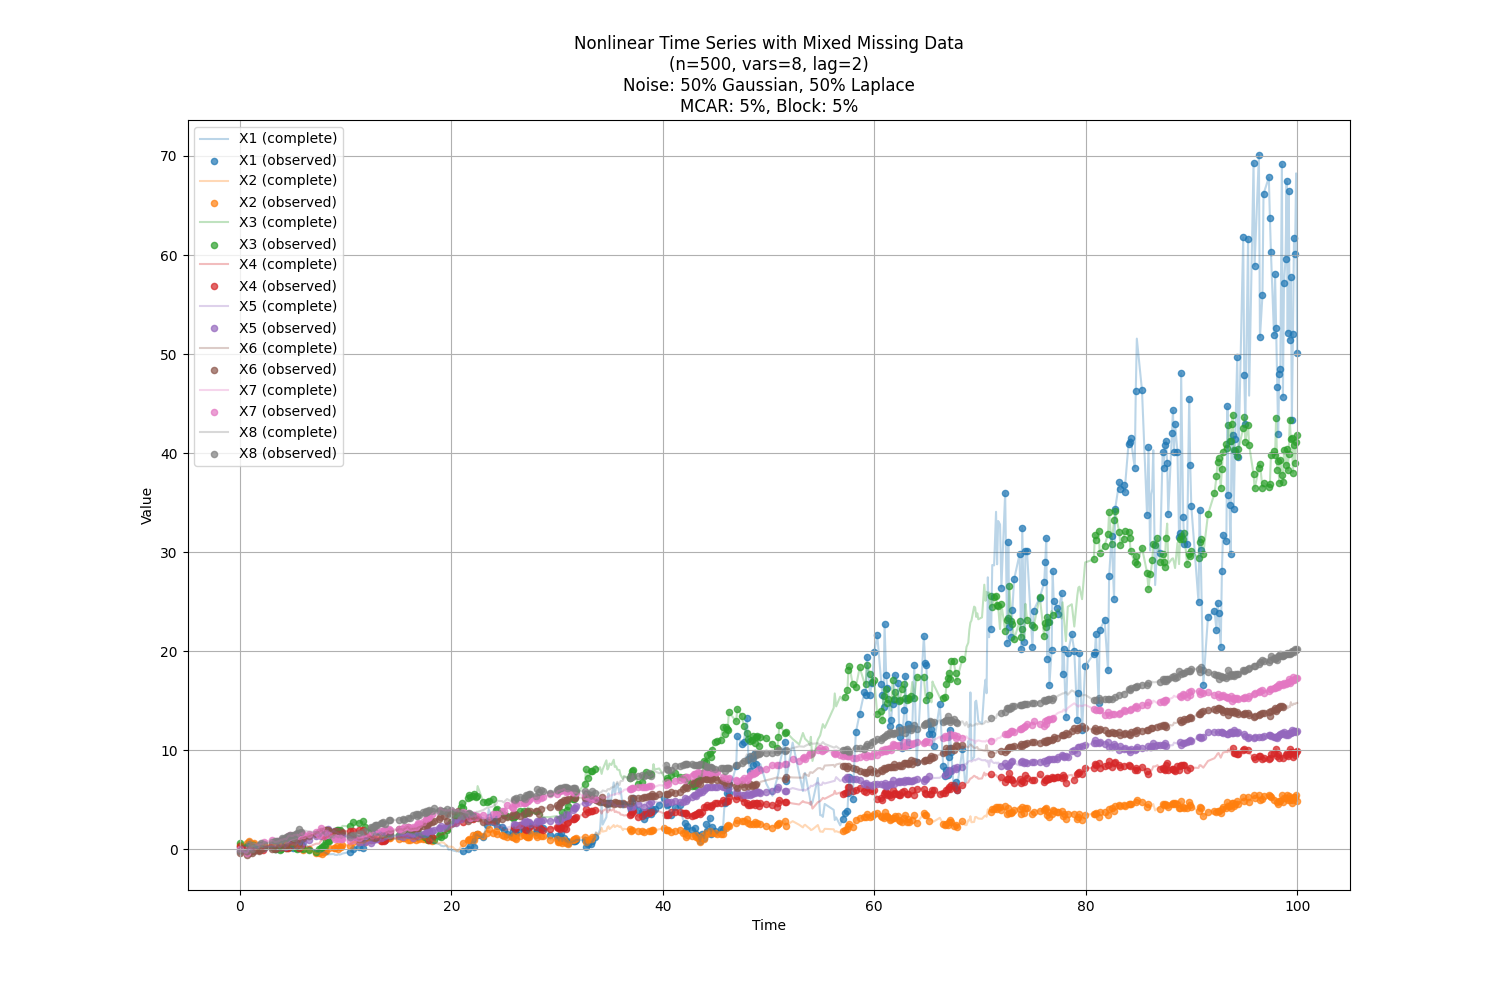 Nonlinear Time Series with Mixed Missing Data
(n=500, vars=8, lag=2)
Noise: 50% Gaussian, 50% Laplace
MCAR: 5%, Block: 5%
X1 (complete)
X1 (observed)
X2 (complete)
X2 (observed)
X3 (complete)
X3 (observed)
X4 (complete)
X4 (observed)
X5 (complete)
X5 (observed)
X6 (complete)
X6 (observed)
X7 (complete)
X7 (observed)
X8 (complete)
X8 (observed)
70
60
50
40
30
20
10
0
Value
0 20 40 60 80 100
Time